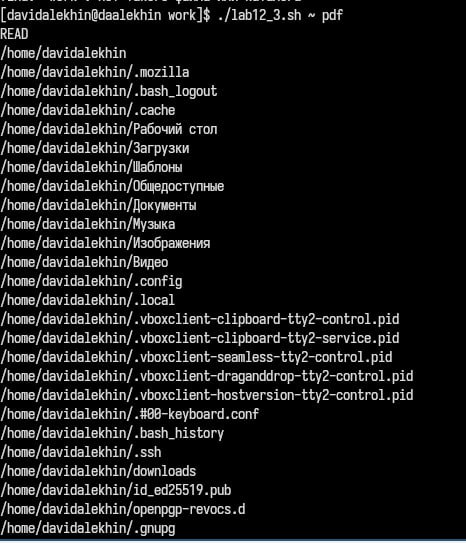 [davidalekhin@daalekhin work]$ ./lab12_3.sh ~ pdf
READ
/home/davidalekhin
/home/davidalekhin/.mozilla
/home/davidalekhin/.bash_logout
/home/davidalekhin/.cache
/home/davidalekhin/Рабочий стол
/home/davidalekhin/Загрузки
/home/davidalekhin/Шаблоны
/home/davidalekhin/Общедоступные
/home/davidalekhin/Документы
/home/davidalekhin/Музыка
/home/davidalekhin/Изображения
/home/davidalekhin/Видео
/home/davidalekhin/.config
/home/davidalekhin/.local
/home/davidalekhin/.vboxclient-clipboard-tty2-control.pid
/home/davidalekhin/.vboxclient-clipboard-tty2-service.pid
/home/davidalekhin/.vboxclient-seamless-tty2-control.pid
/home/davidalekhin/.vboxclient-draganddrop-tty2-control.pid
/home/davidalekhin/.vboxclient-hostversion-tty2-control.pid
/home/davidalekhin/.#00-keyboard.conf
/home/davidalekhin/.bash_history
/home/davidalekhin/.ssh
/home/davidalekhin/downloads
/home/davidalekhin/id_ed25519.pub
/home/davidalekhin/openpgp-revocs.d
/home/davidalekhin/.gnupg